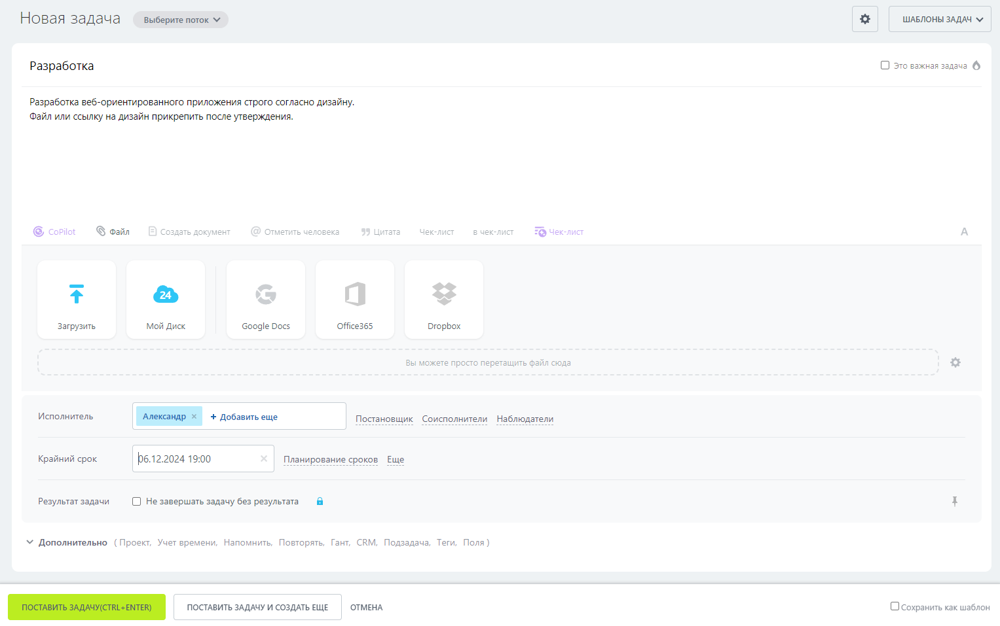 Новая задача
Выберите поток
ШАБЛОНЫ ЗАДАЧ
Разработка
Это важная задача
Разработка веб-ориентированного приложения строго согласно дизайну.
Файл или ссылку на дизайн прикрепить после утверждения.
CoPilot Файл Создать документ @ Отметить человека Цитата Чек-лист в чек-лист Чек-лист A
24
Загрузить Мой Диск Google Docs Office365 Dropbox
Вы можете просто перетащить файл сюда
Исполнитель Александр × + Добавить еще Постановщик Соисполнители Наблюдатели
Крайний срок 06.12.2024 19:00 × Планирование сроков Еще
Результат задачи Не завершать задачу без результата
Дополнительно ( Проект, Учет времени, Напомнить, Повторять, Гант, CRM, Подзадача, Теги, Поля )
ПОСТАВИТЬ ЗАДАЧУ(CTRL+ENTER) ПОСТАВИТЬ ЗАДАЧУ И СОЗДАТЬ ЕЩЕ ОТМЕНА Сохранить как шаблон